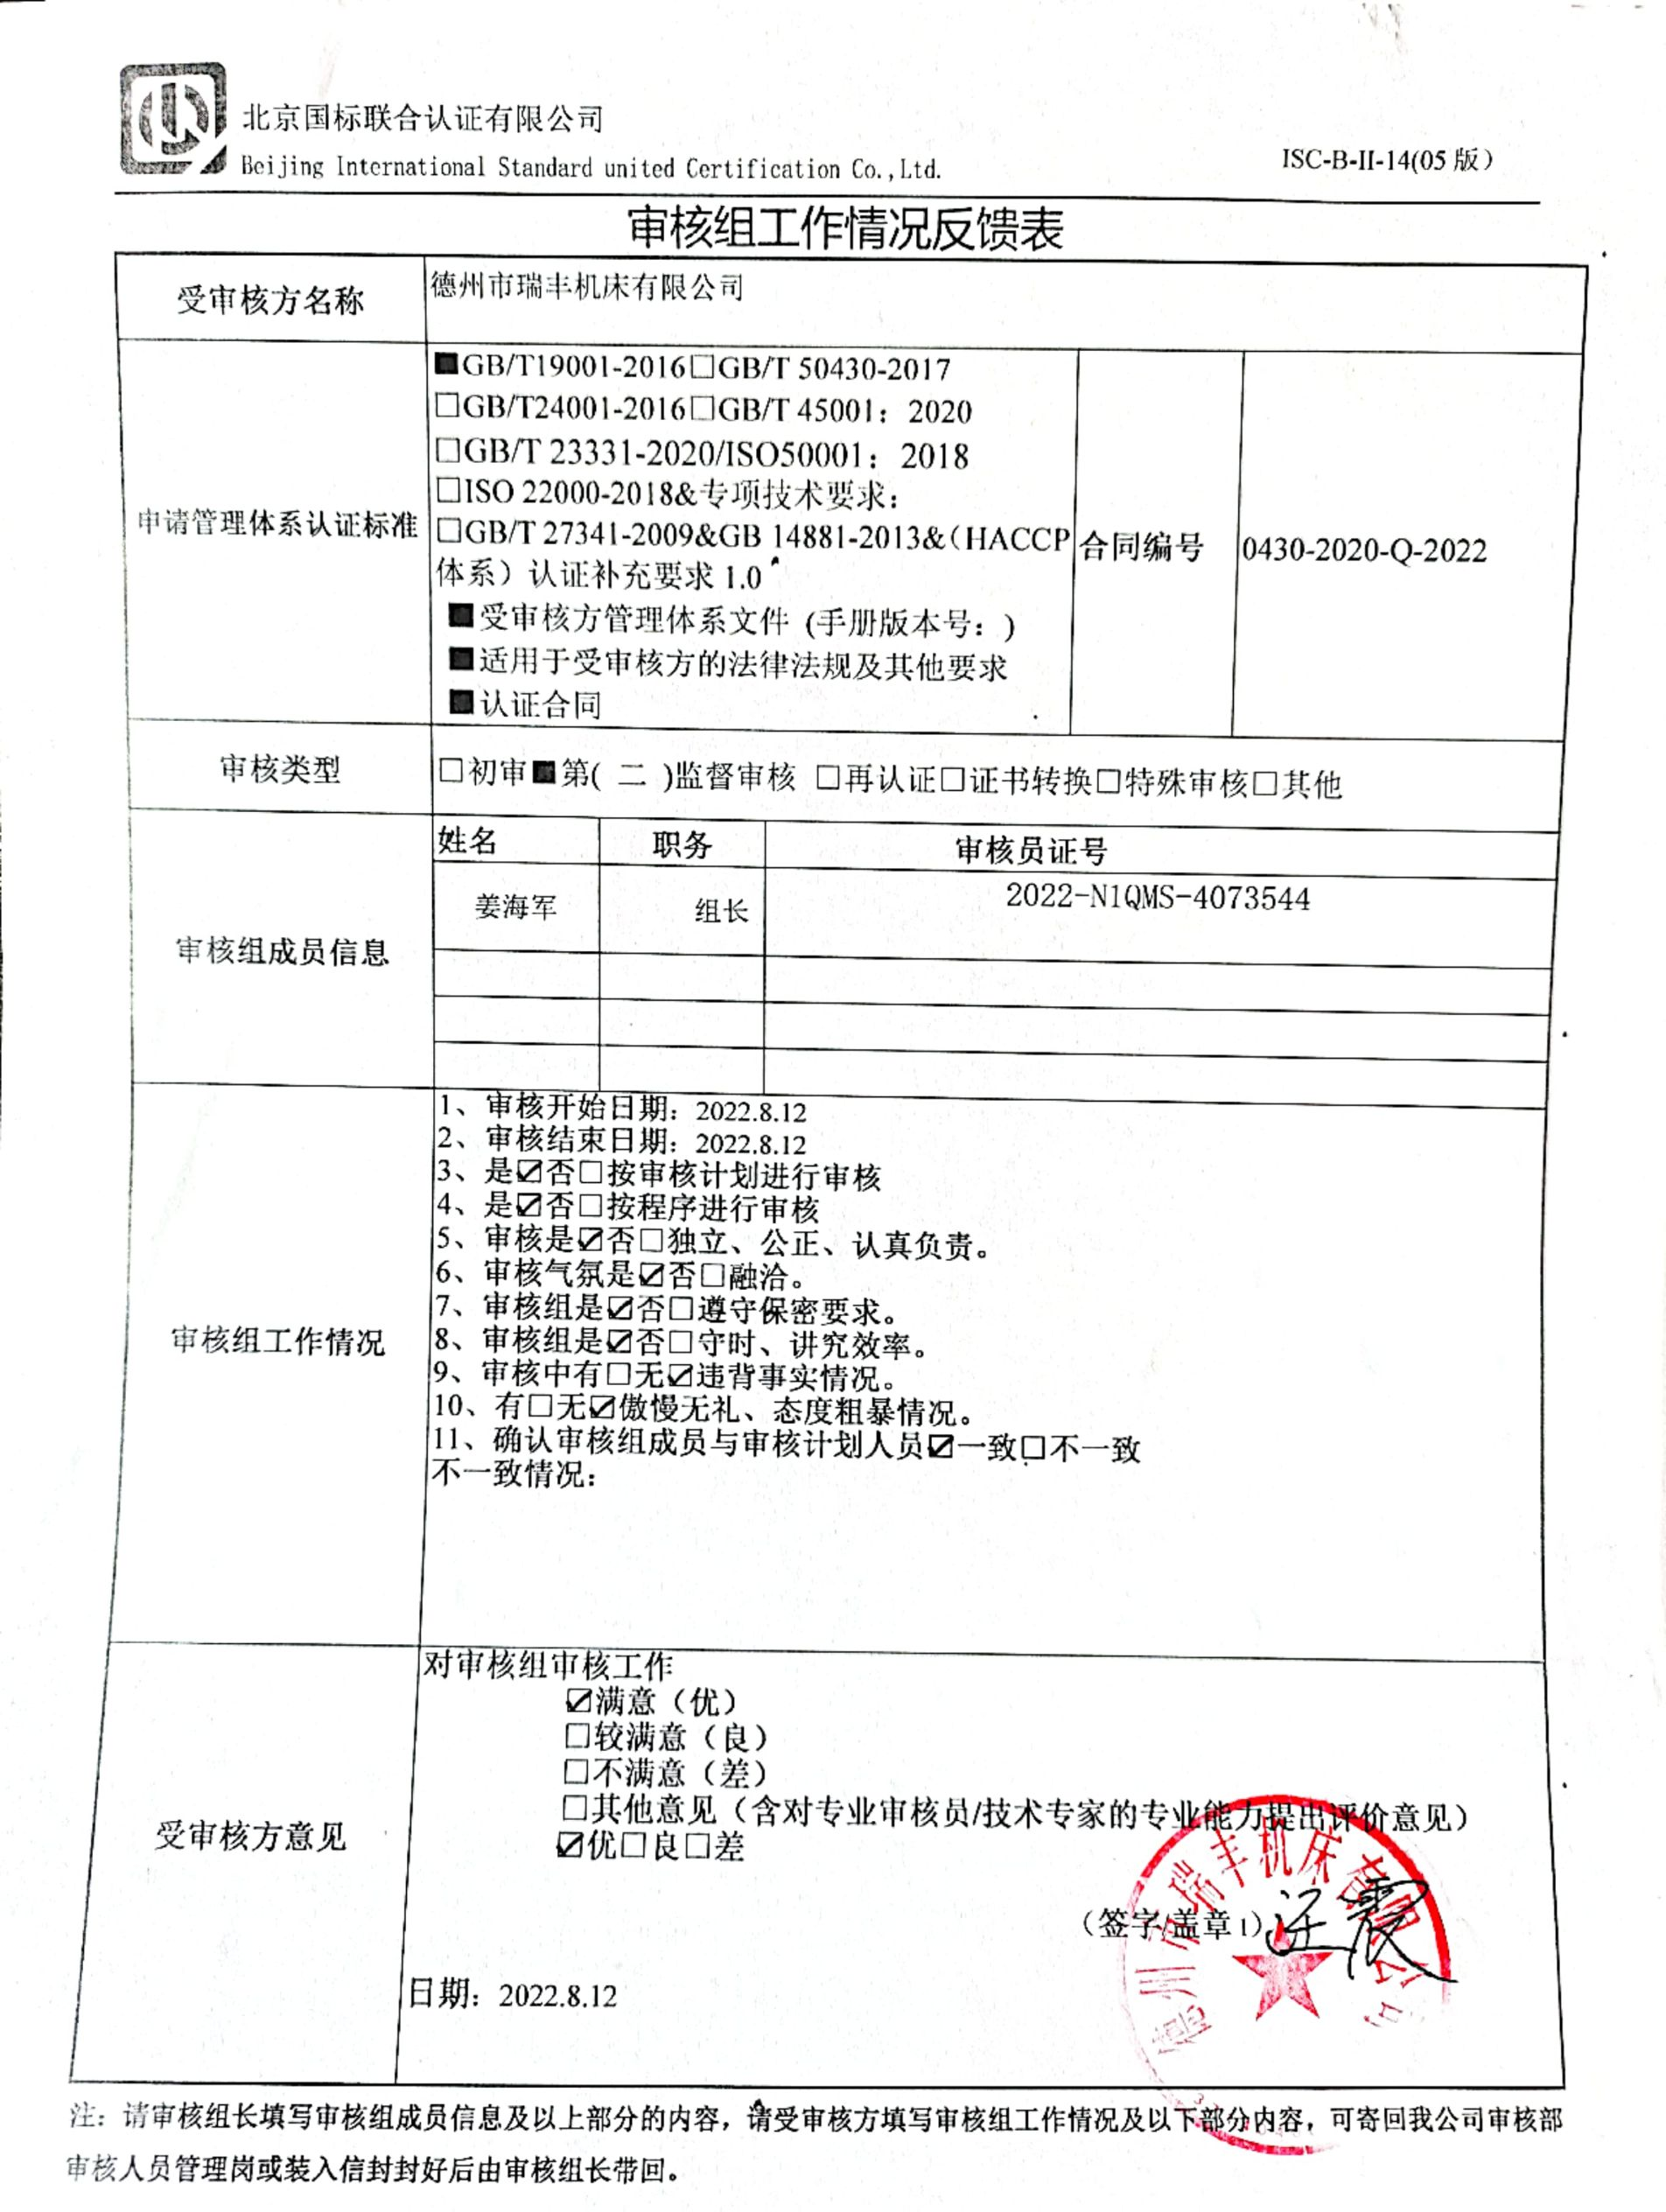 北京国标联合认证有限公司
Beijing International Standard united Certification Co.,Ltd.
ISC-B-II-14(05 版)
审核组工作情况反馈表
受审核方名称
德州市瑞丰机床有限公司
申请管理体系认证标准
■GB/T19001-2016□GB/T 50430-2017
□GB/T24001-2016□GB/T 45001：2020
□GB/T 23331-2020/ISO50001：2018
□ISO 22000-2018&专项技术要求：
□GB/T 27341-2009&GB 14881-2013&（HACCP
体系）认证补充要求 1.0
■受审核方管理体系文件 (手册版本号：)
■适用于受审核方的法律法规及其他要求
■认证合同
合同编号
0430-2020-Q-2022
审核类型
□初审■第( 二 )监督审核 □再认证□证书转换□特殊审核□其他
审核组成员信息
姓名 职务 审核员证号
姜海军 组长 2022-N1QMS-4073544
审核组工作情况
1、审核开始日期：2022.8.12
2、审核结束日期：2022.8.12
3、是☑否□按审核计划进行审核
4、是☑否□按程序进行审核
5、审核是☑否□独立、公正、认真负责。
6、审核气氛是☑否□融洽。
7、审核组是☑否□遵守保密要求。
8、审核组是☑否□守时、讲究效率。
9、审核中有□无☑违背事实情况。
10、有□无☑傲慢无礼、态度粗暴情况。
11、确认审核组成员与审核计划人员☑一致□不一致
不一致情况：
受审核方意见
对审核组审核工作
☑满意（优）
□较满意（良）
□不满意（差）
□其他意见（含对专业审核员/技术专家的专业能力提出评价意见）
☑优□良□差
（签字/盖章1)
德州市瑞丰机床有限公司
日期：2022.8.12
注：请审核组长填写审核组成员信息及以上部分的内容，请受审核方填写审核组工作情况及以下部分内容，可寄回我公司审核部
审核人员管理岗或装入信封封好后由审核组长带回。